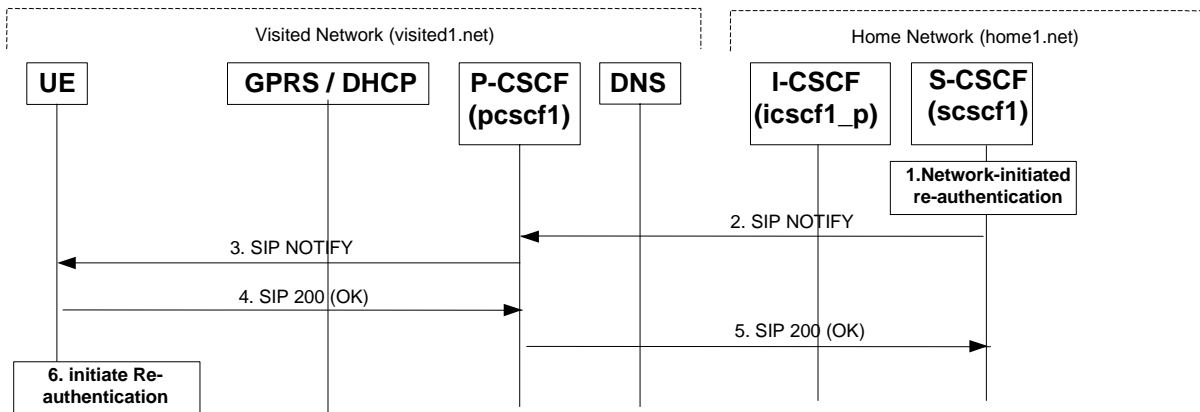 Visited Network (visited1.net)
Home Network (home1.net)
UE
GPRS / DHCP
P-CSCF
(pcscf1)
DNS
I-CSCF
(icscf1_p)
S-CSCF
(scscf1)
1.Network-initiated
re-authentication
2. SIP NOTIFY
3. SIP NOTIFY
4. SIP 200 (OK)
5. SIP 200 (OK)
6. initiate Re-
authentication